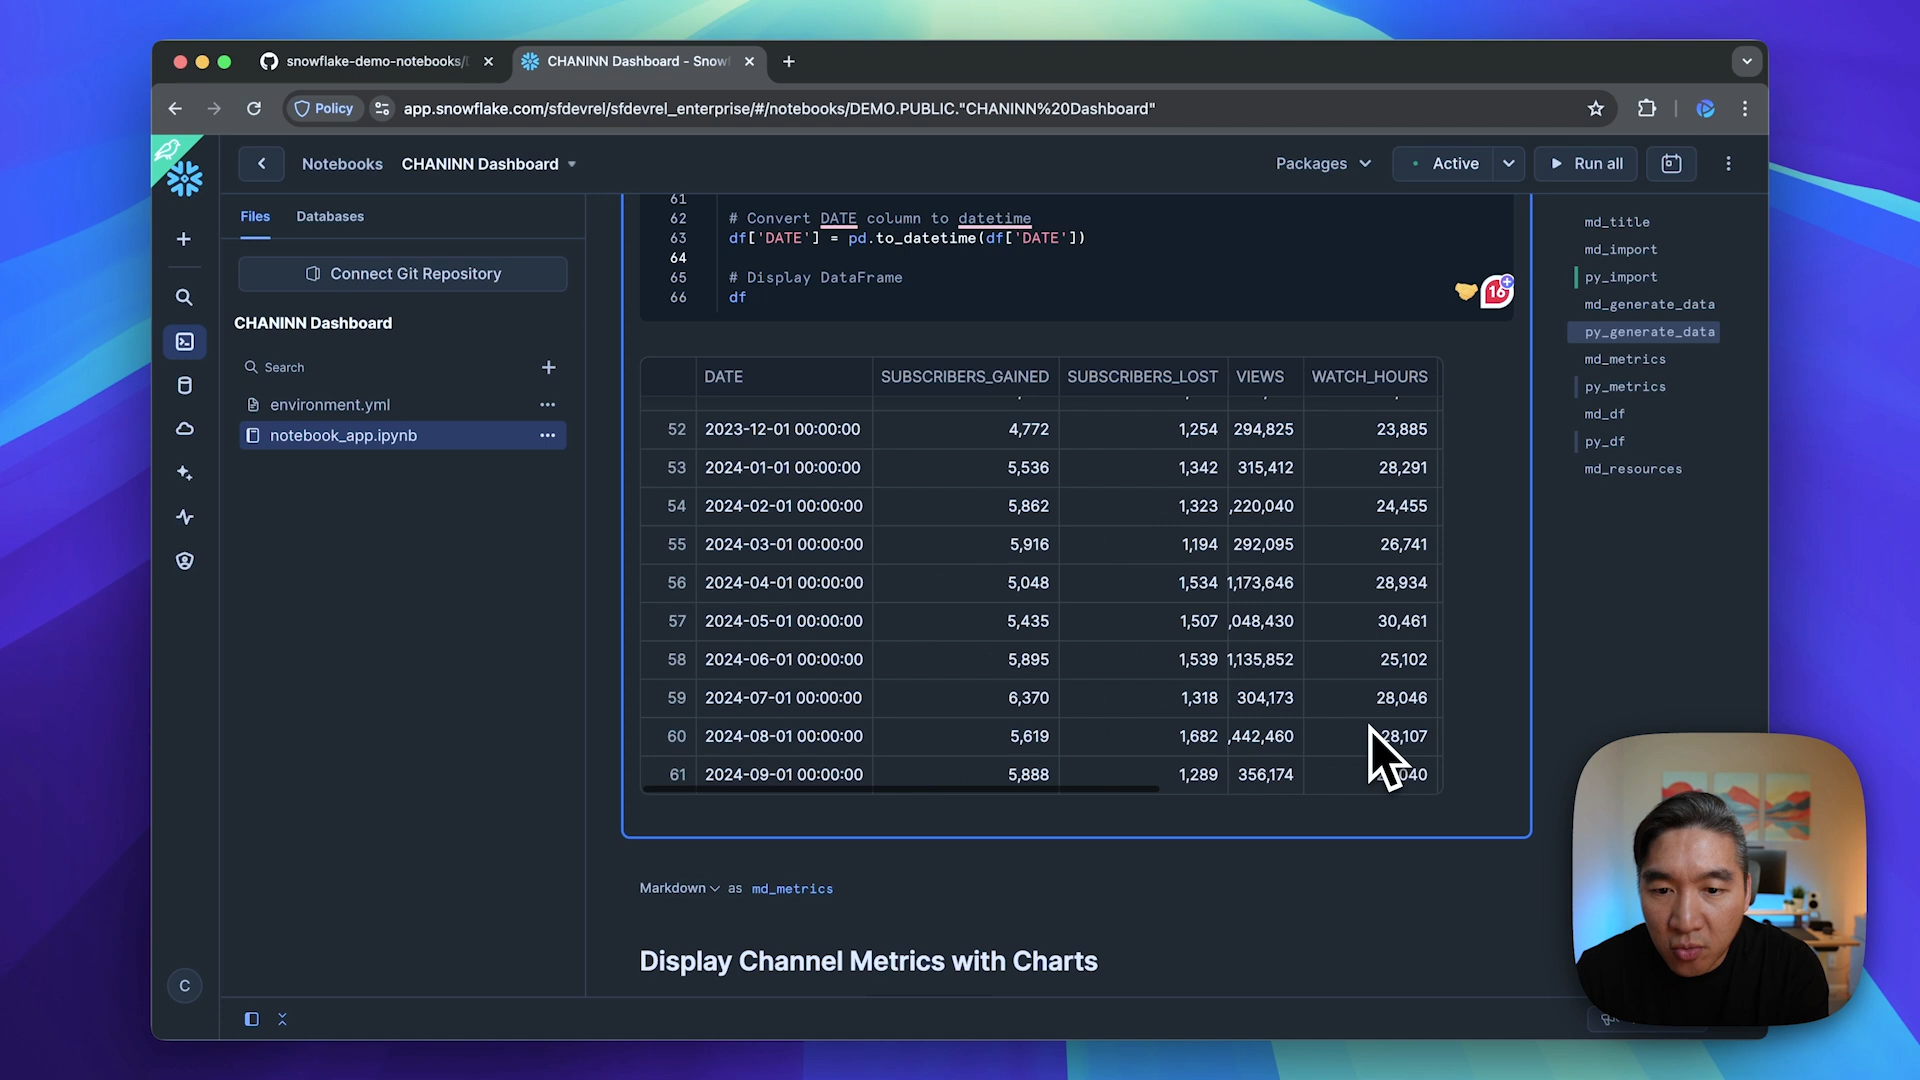 snowflake-demo-notebooks/
CHANINN Dashboard - Snow
Policy
app.snowflake.com/sfdevrel/sfdevrel_enterprise/#/notebooks/DEMO.PUBLIC."CHANINN%20Dashboard"
Notebooks CHANINN Dashboard
Packages
Active
Run all
Files Databases
Connect Git Repository
CHANINN Dashboard
Search
environment.yml
notebook_app.ipynb
C
61
62 # Convert DATE column to datetime
63 df['DATE'] = pd.to_datetime(df['DATE'])
64
65 # Display DataFrame
66 df
16
DATE SUBSCRIBERS_GAINED SUBSCRIBERS_LOST VIEWS WATCH_HOURS
52 2023-12-01 00:00:00 4,772 1,254 294,825 23,885
53 2024-01-01 00:00:00 5,536 1,342 315,412 28,291
54 2024-02-01 00:00:00 5,862 1,323 ,220,040 24,455
55 2024-03-01 00:00:00 5,916 1,194 292,095 26,741
56 2024-04-01 00:00:00 5,048 1,534 1,173,646 28,934
57 2024-05-01 00:00:00 5,435 1,507 ,048,430 30,461
58 2024-06-01 00:00:00 5,895 1,539 1,135,852 25,102
59 2024-07-01 00:00:00 6,370 1,318 304,173 28,046
60 2024-08-01 00:00:00 5,619 1,682 ,442,460 28,107
61 2024-09-01 00:00:00 5,888 1,289 356,174
Markdown as md_metrics
Display Channel Metrics with Charts
md_title
md_import
py_import
md_generate_data
py_generate_data
md_metrics
py_metrics
md_df
py_df
md_resources